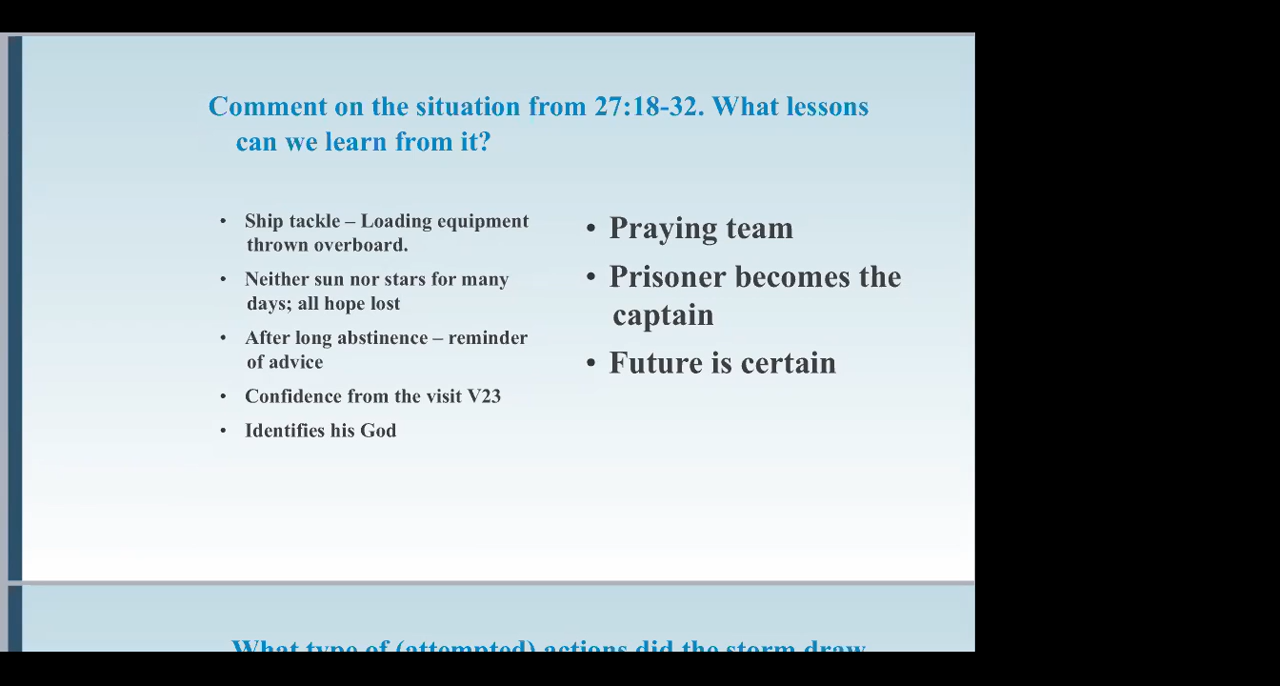 Comment on the situation from 27:18-32. What lessons
can we learn from it?
• Ship tackle – Loading equipment
thrown overboard.
• Neither sun nor stars for many
days; all hope lost
• After long abstinence – reminder
of advice
• Confidence from the visit V23
• Identifies his God
• Praying team
• Prisoner becomes the
captain
• Future is certain
What type of (attempted) actions did the storm draw